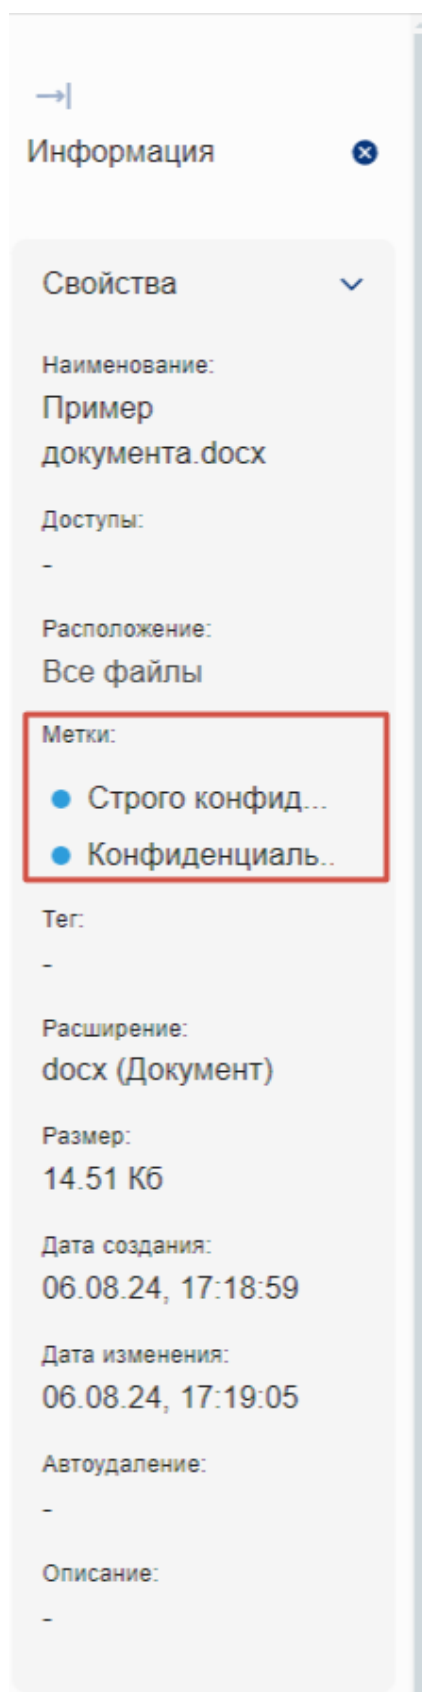 Информация
Свойства
Наименование:
Пример
документа.docx
Доступы:
-
Расположение:
Все файлы
Метки:
Строго конфид...
Конфиденциаль..
Тег:
-
Расширение:
docx (Документ)
Размер:
14.51 Кб
Дата создания:
06.08.24, 17:18:59
Дата изменения:
06.08.24, 17:19:05
Автоудаление:
-
Описание:
-